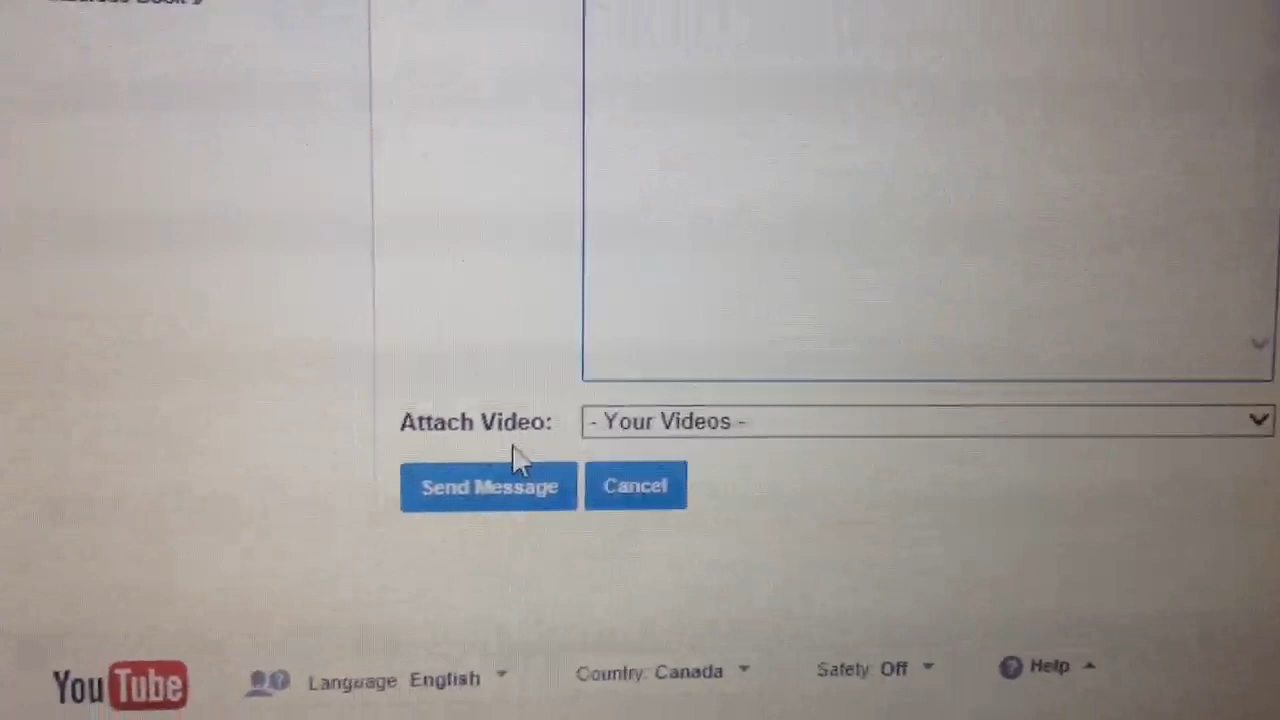 Attach Video: - Your Videos -
Send Message Cancel
YouTube Language English Country: Canada Safety Off Help